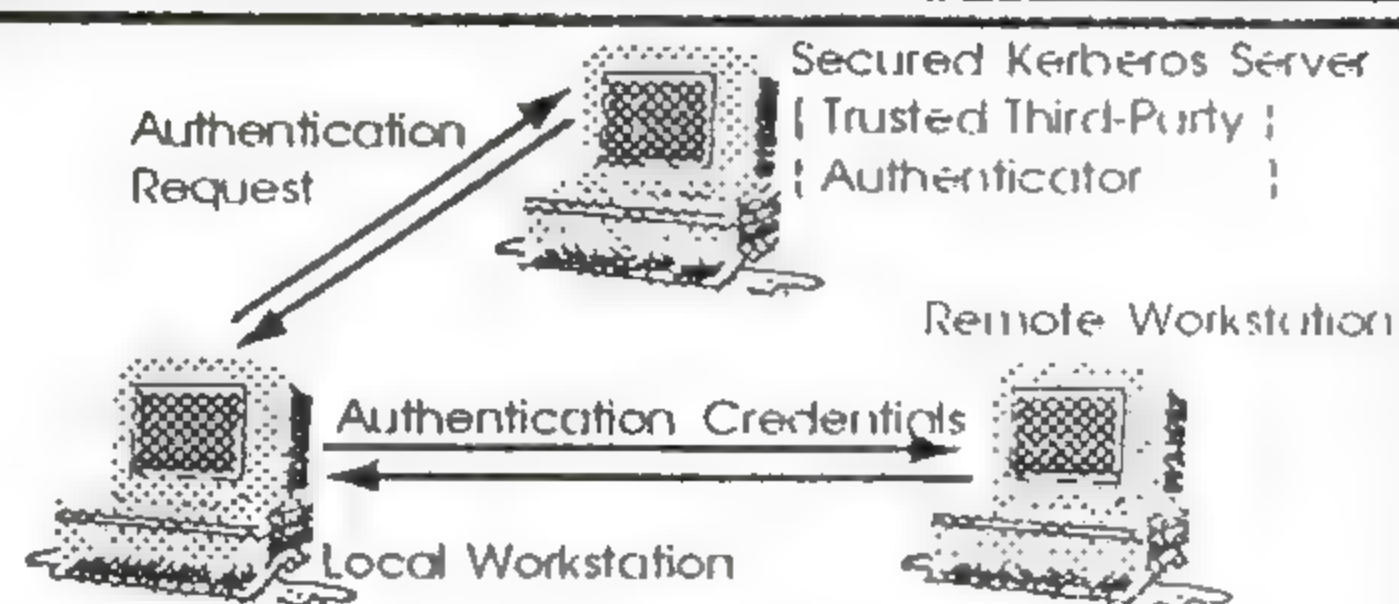 Secured Kerberos Server
( Trusted Third-Party )
( Authenticator )
Authentication
Request
Remote Workstation
Authentication Credentials
Local Workstation